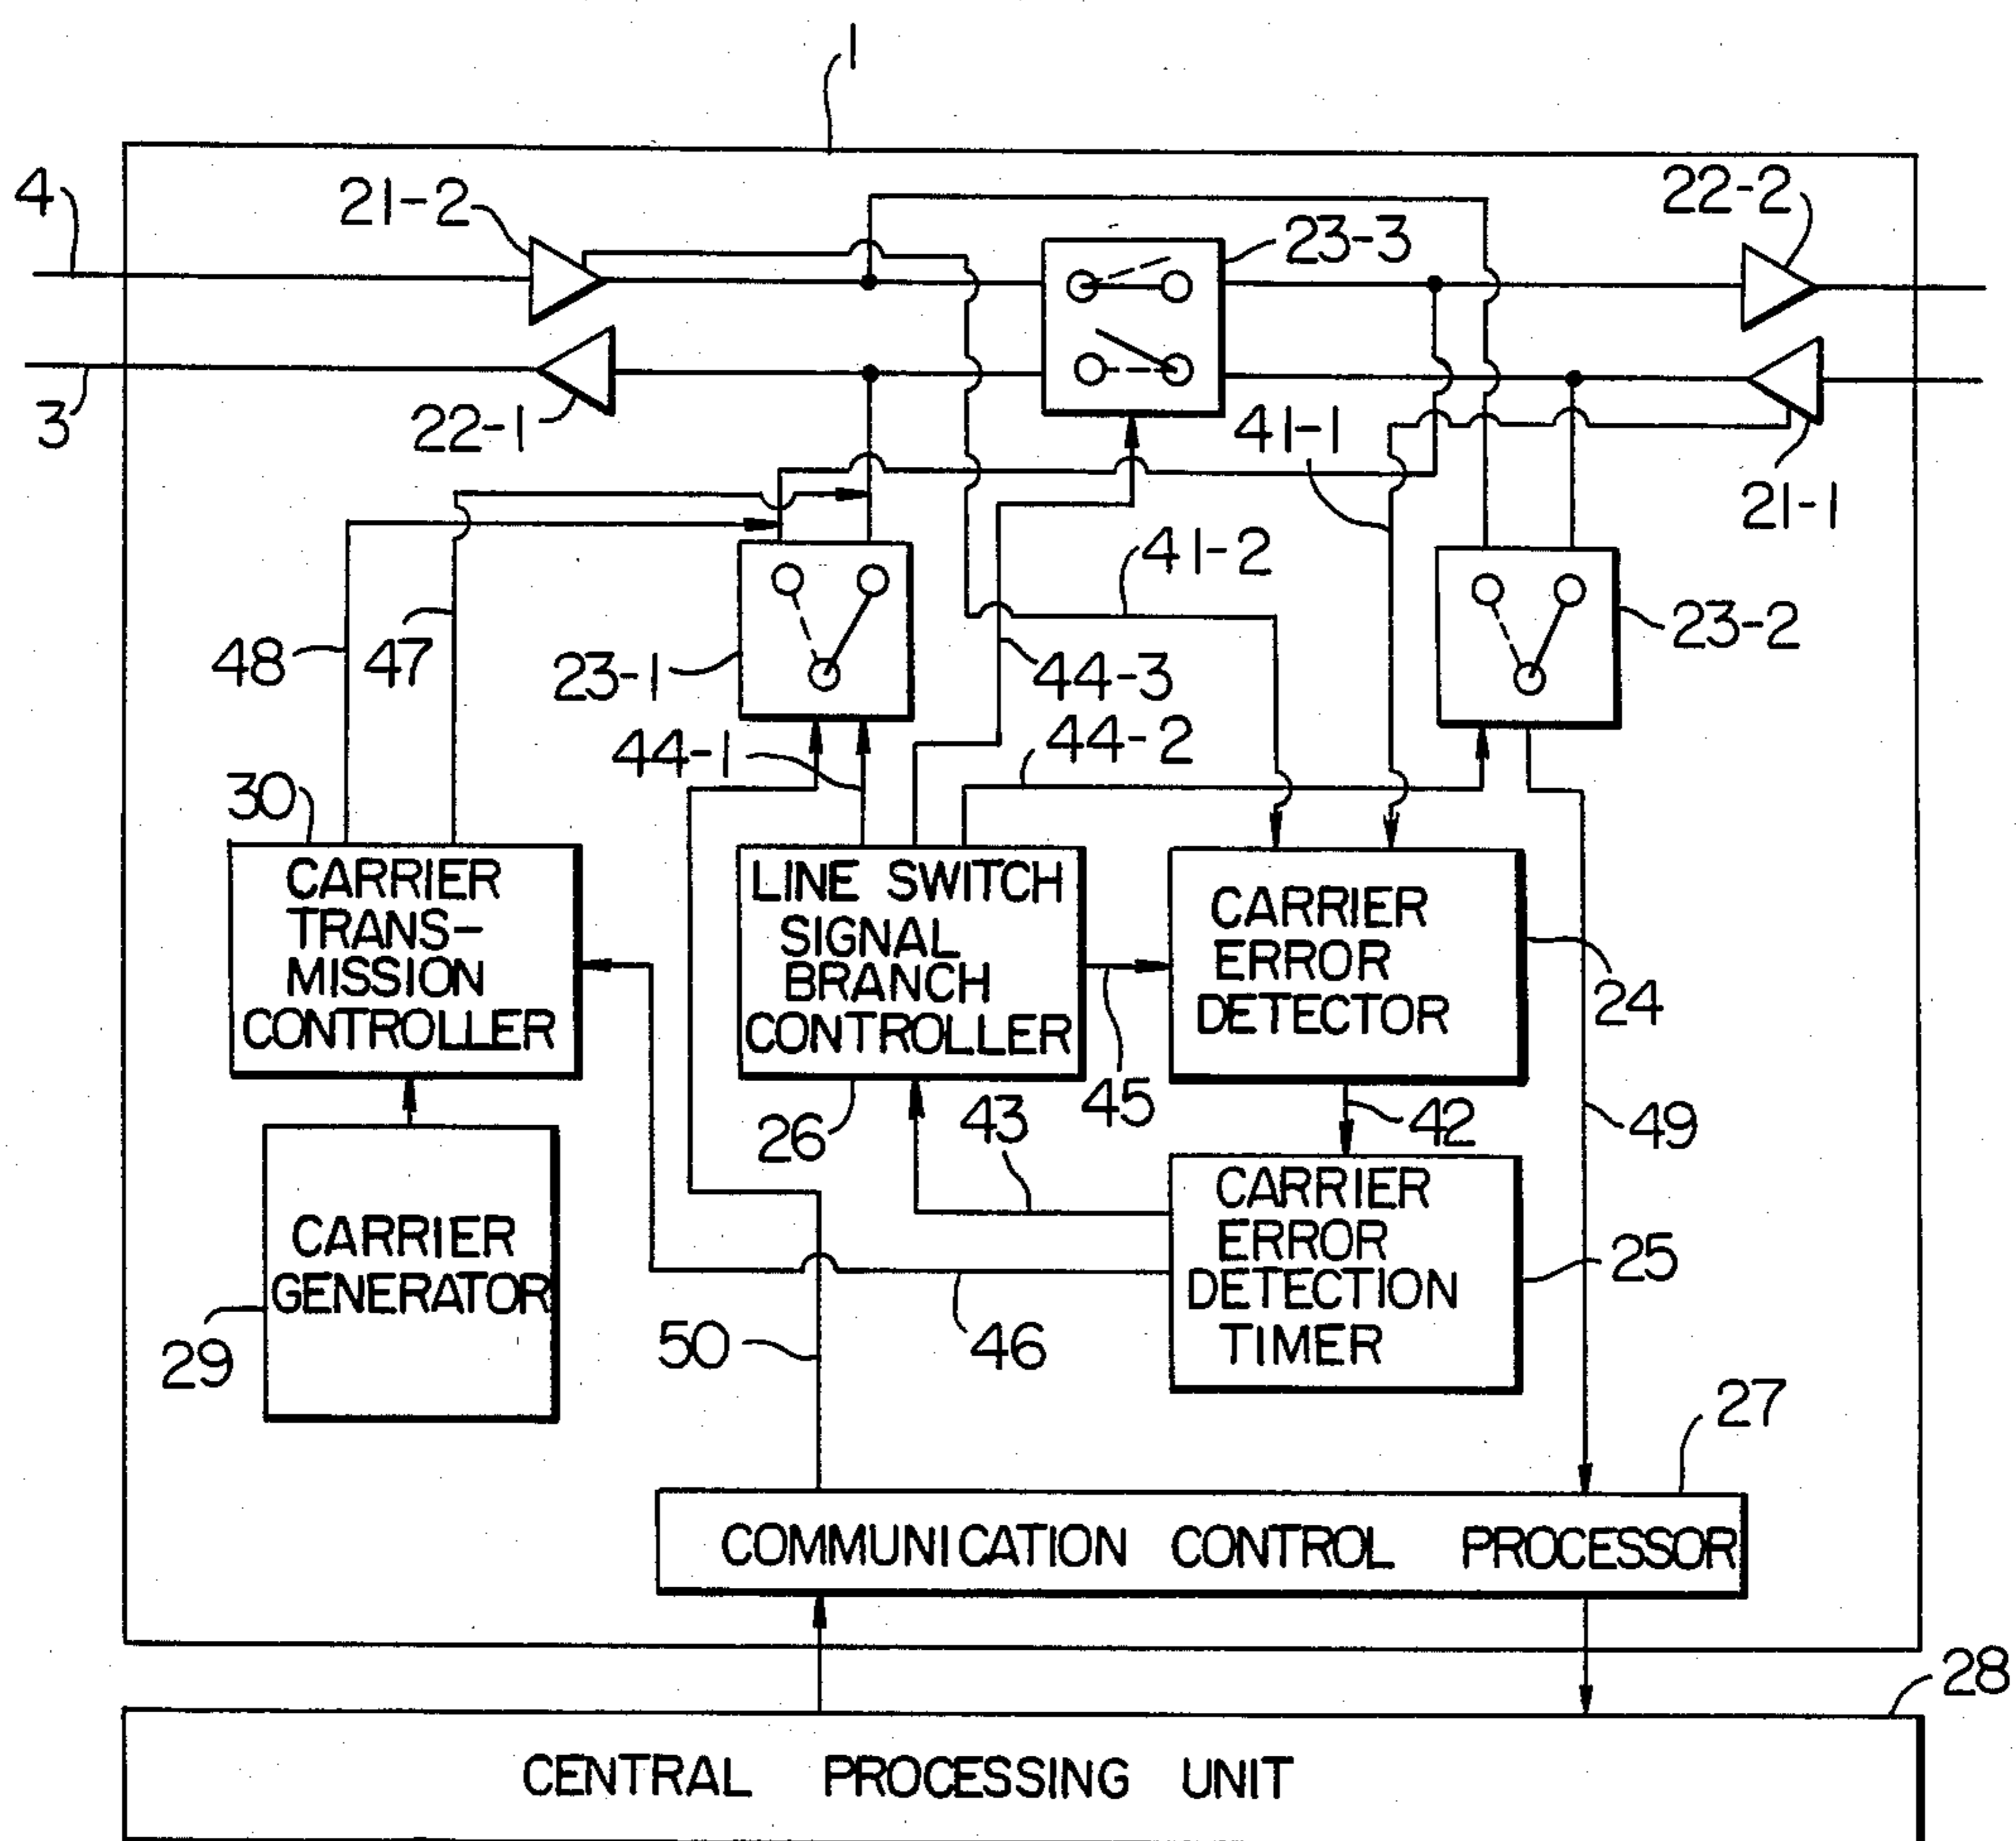 1
4
21-2
22-2
23-3
3
22-1
41-1
21-1
41-2
48
47
23-1
44-3
23-2
44-1
44-2
30
CARRIER
TRANS-
MISSION
CONTROLLER
LINE SWITCH
SIGNAL
BRANCH
CONTROLLER
CARRIER
ERROR
DETECTOR
24
26
43
45
42
49
CARRIER
GENERATOR
29
CARRIER
ERROR
DETECTION
TIMER
25
50
46
27
COMMUNICATION CONTROL PROCESSOR
28
CENTRAL PROCESSING UNIT